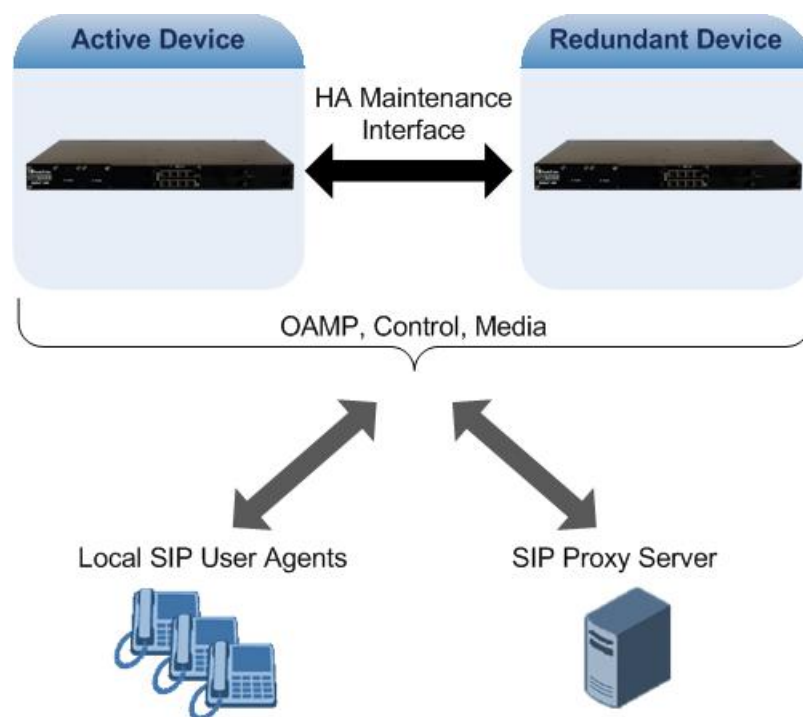 Active Device
Redundant Device
HA Maintenance
Interface
OAMP, Control, Media
Local SIP User Agents
SIP Proxy Server